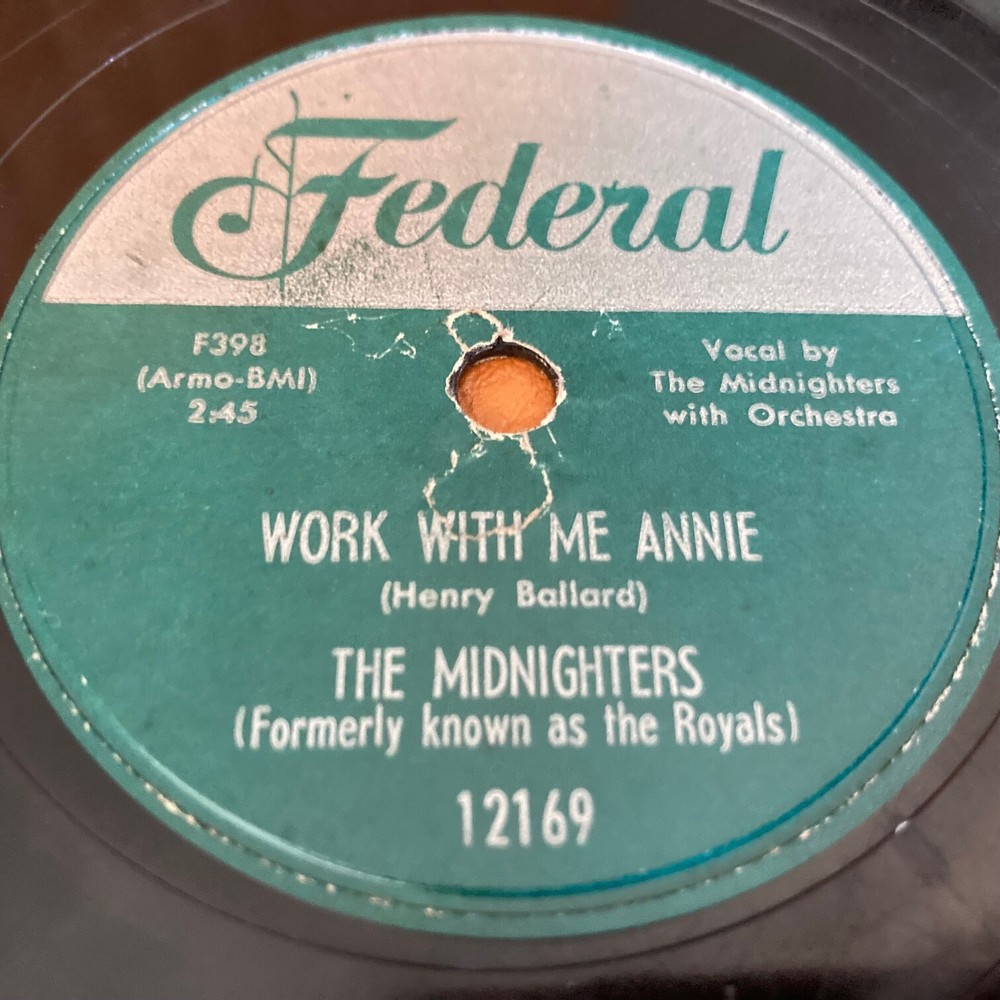 Federal
F398
(Armo-BMI)
2:45
Vocal by
The Midnighters
with Orchestra
WORK WITH ME ANNIE
(Henry Ballard)
THE MIDNIGHTERS
(Formerly known as the Royals)
12169